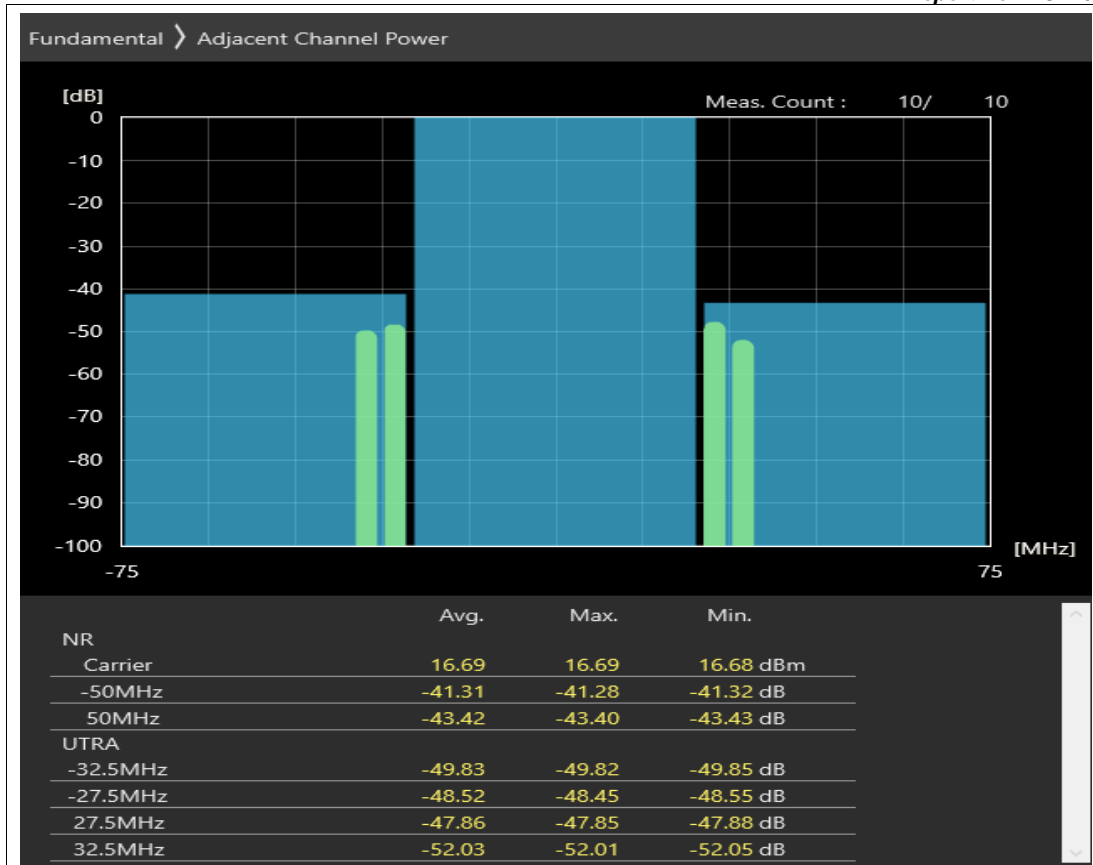 Fundamental 〉 Adjacent Channel Power
[dB]
Meas. Count : 10/ 10
0
-10
-20
-30
-40
-50
-60
-70
-80
-90
-100
[MHz]
-75 75
Avg. Max. Min.
NR
Carrier 16.69 16.69 16.68 dBm
-50MHz -41.31 -41.28 -41.32 dB
50MHz -43.42 -43.40 -43.43 dB
UTRA
-32.5MHz -49.83 -49.82 -49.85 dB
-27.5MHz -48.52 -48.45 -48.55 dB
27.5MHz -47.86 -47.85 -47.88 dB
32.5MHz -52.03 -52.01 -52.05 dB